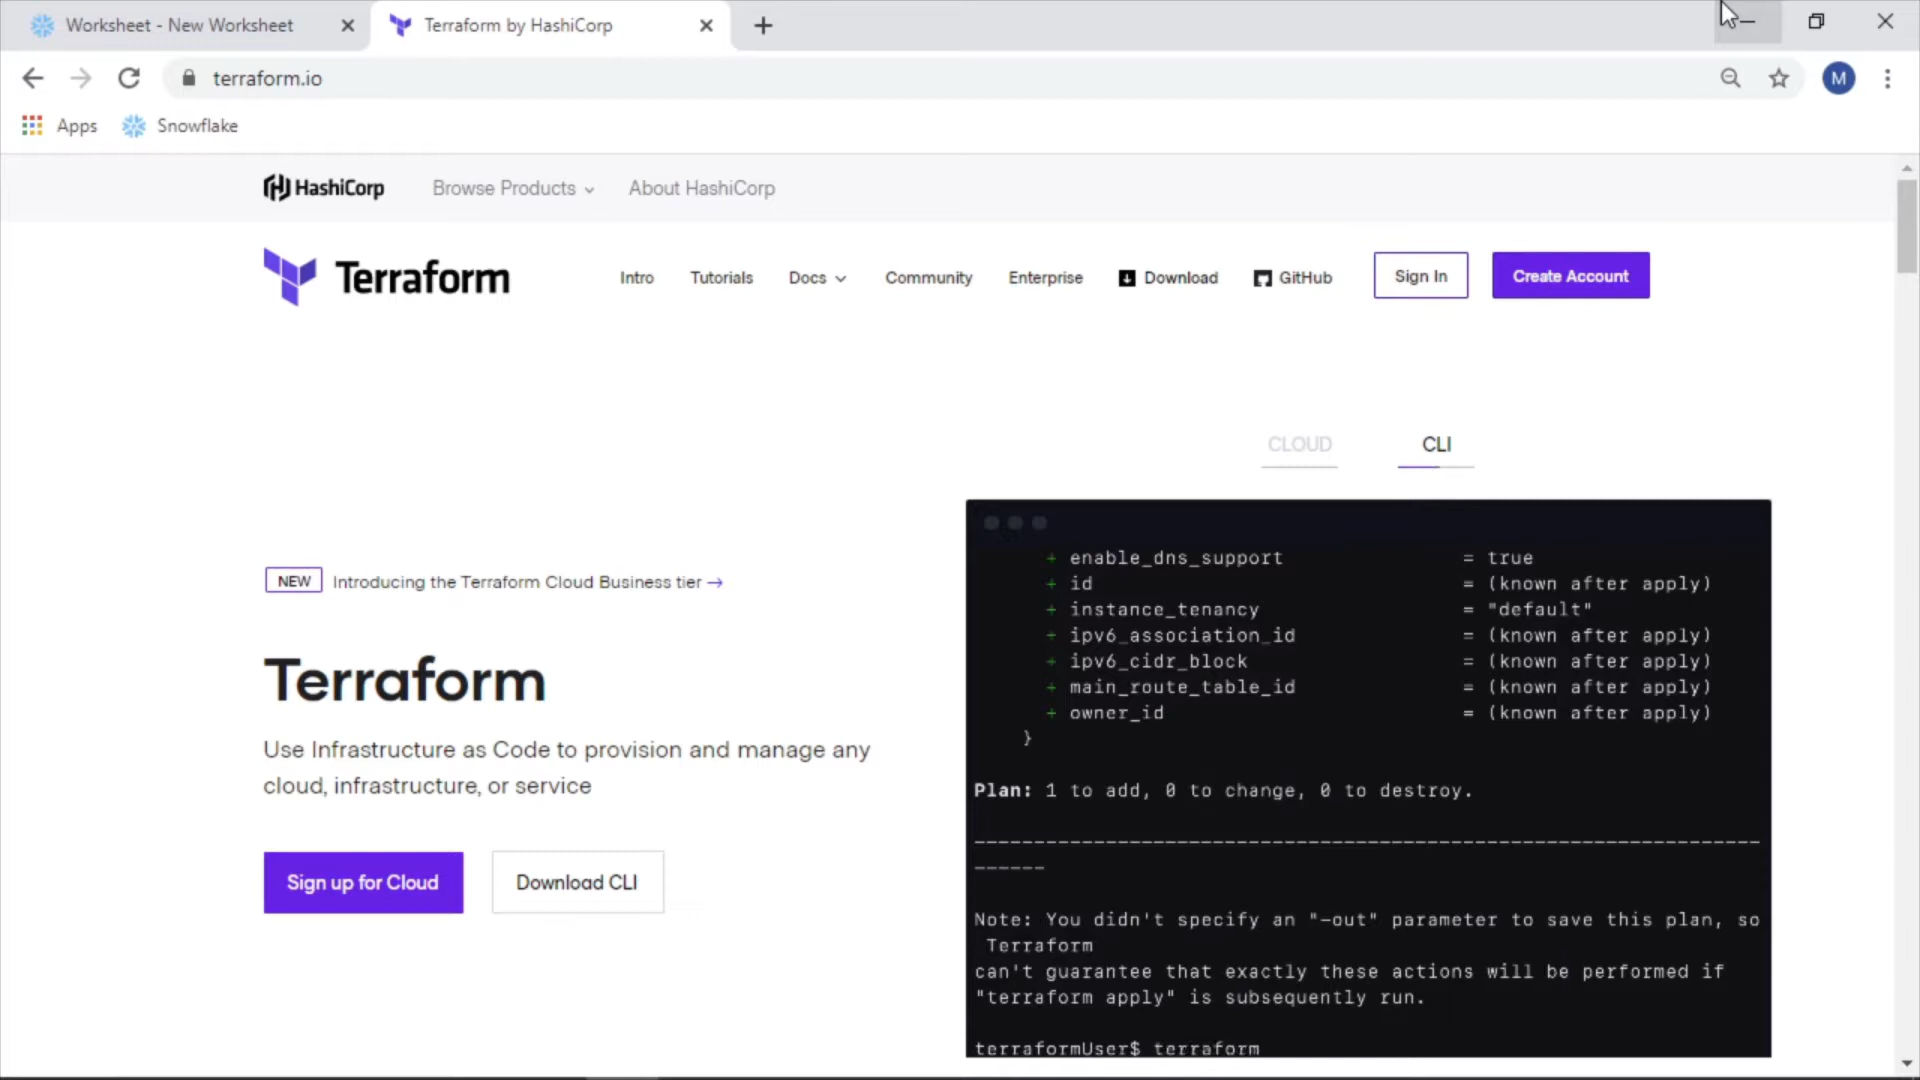 Worksheet - New Worksheet
Terraform by HashiCorp
terraform.io
M
Apps
Snowflake
HashiCorp
Browse Products
About HashiCorp
Terraform
Intro
Tutorials
Docs
Community
Enterprise
Download
GitHub
Sign In
Create Account
CLOUD
CLI
NEW
Introducing the Terraform Cloud Business tier →
Terraform
Use Infrastructure as Code to provision and manage any
cloud, infrastructure, or service
Sign up for Cloud
Download CLI
+ enable_dns_support = true
+ id = (known after apply)
+ instance_tenancy = "default"
+ ipv6_association_id = (known after apply)
+ ipv6_cidr_block = (known after apply)
+ main_route_table_id = (known after apply)
+ owner_id = (known after apply)
}
Plan: 1 to add, 0 to change, 0 to destroy.
------------------------------------------------------------------
------
Note: You didn't specify an "-out" parameter to save this plan, so
Terraform
can't guarantee that exactly these actions will be performed if
"terraform apply" is subsequently run.
terraformUser$ terraform